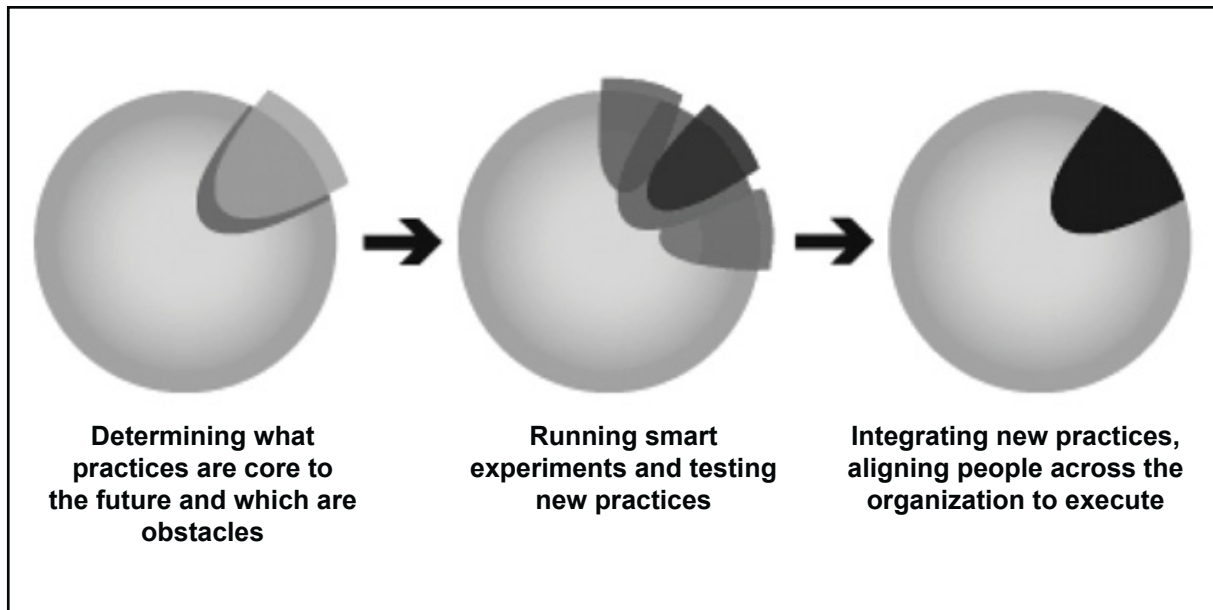 Determining what
practices are core to
the future and which are
obstacles
Running smart
experiments and testing
new practices
Integrating new practices,
aligning people across the
organization to execute